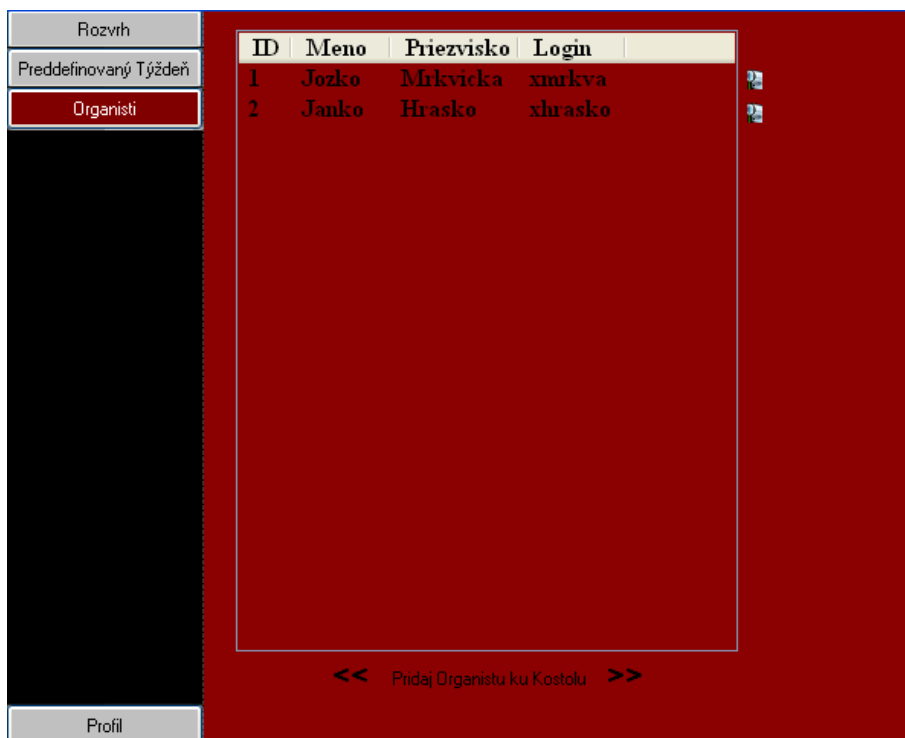 Rozvrh
Preddefinovaný Týždeň
Organisti
ID Meno Priezvisko Login
1 Jozko Mrkvicka xmrkva
2 Janko Hrasko xhrasko
<< Pridaj Organistu ku Kostolu >>
Profil